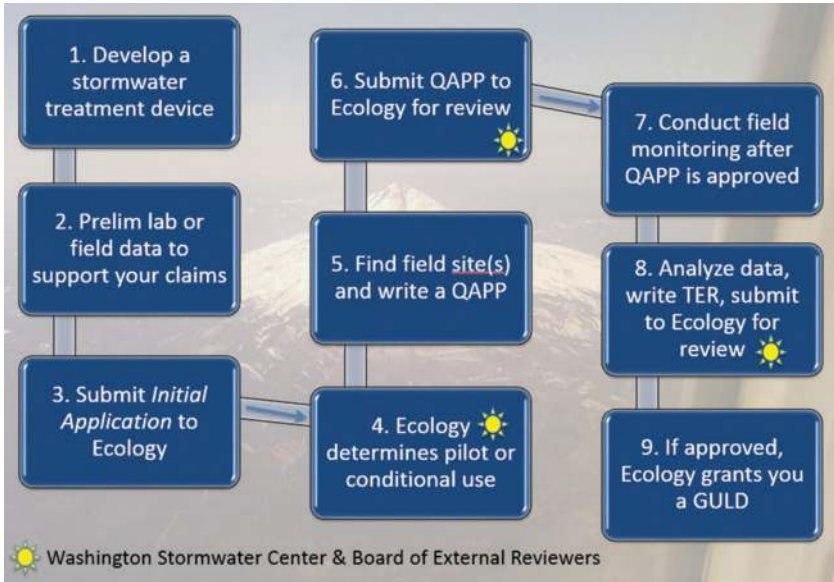 1. Develop a
stormwater
treatment device
2. Prelim lab or
field data to
support your claims
3. Submit Initial
Application to
Ecology
4. Ecology
determines pilot or
conditional use
5. Find field site(s)
and write a QAPP
6. Submit QAPP to
Ecology for review
7. Conduct field
monitoring after
QAPP is approved
8. Analyze data,
write TER, submit
to Ecology for
review
9. If approved,
Ecology grants you
a GULD
Washington Stormwater Center & Board of External Reviewers